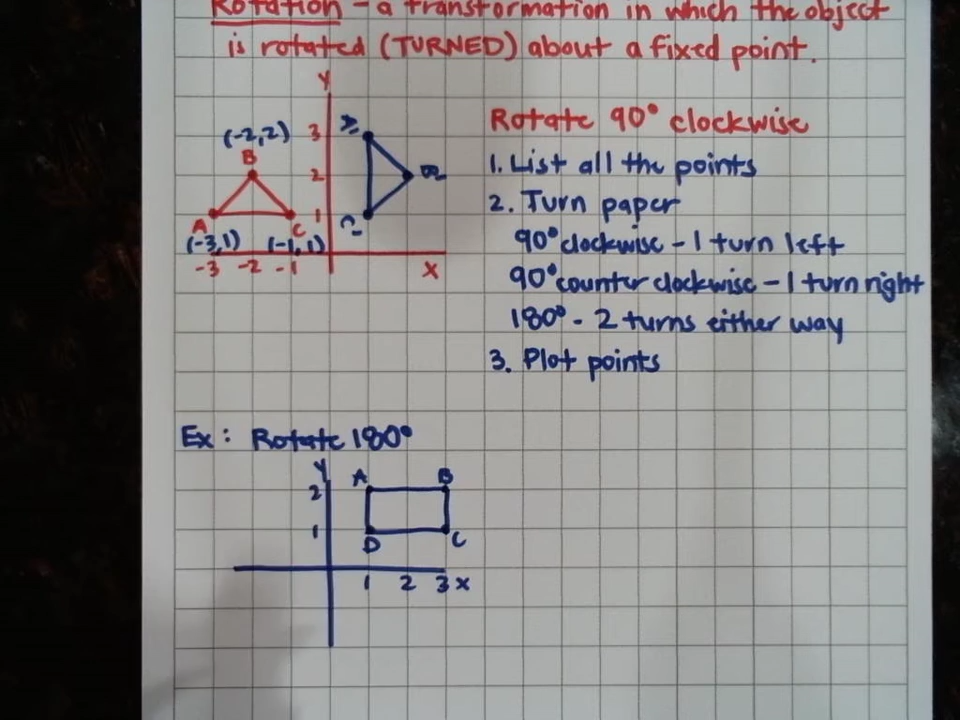 Rotation - a transformation in which the object
is rotated (TURNED) about a fixed point.
Y
(-2,2) 3 A
B 2 B
A C 1 C
(-3,1) (-1,1)
-3 -2 -1 X
Rotate 90° clockwise
1. List all the points
2. Turn paper
90° clockwise - 1 turn left
90° counter clockwise - 1 turn right
180° - 2 turns either way
3. Plot points
Ex: Rotate 180°
Y A B
2
1 D C
1 2 3 X